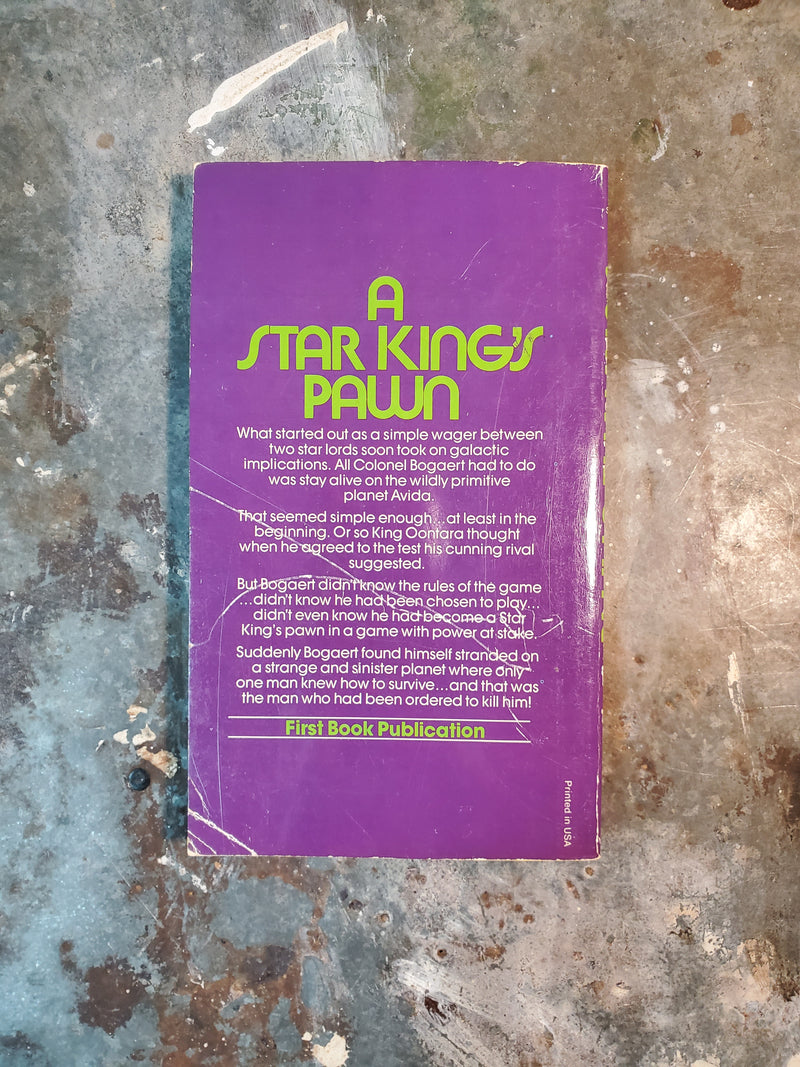 A
STAR KING'S
PAWN
What started out as a simple wager between
two star lords soon took on galactic
implications. All Colonel Bogaert had to do
was stay alive on the wildly primitive
planet Avida.
That seemed simple enough...at least in the
beginning. Or so King Oontara thought
when he agreed to the test his cunning rival
suggested.
But Bogaert didn't know the rules of the game
...didn't know he had been chosen to play...
didn't even know he had become a Star
King's pawn in a game with power at stake.
Suddenly Bogaert found himself stranded on
a strange and sinister planet where only
one man knew how to survive...and that was
the man who had been ordered to kill him!
First Book Publication
Printed in USA